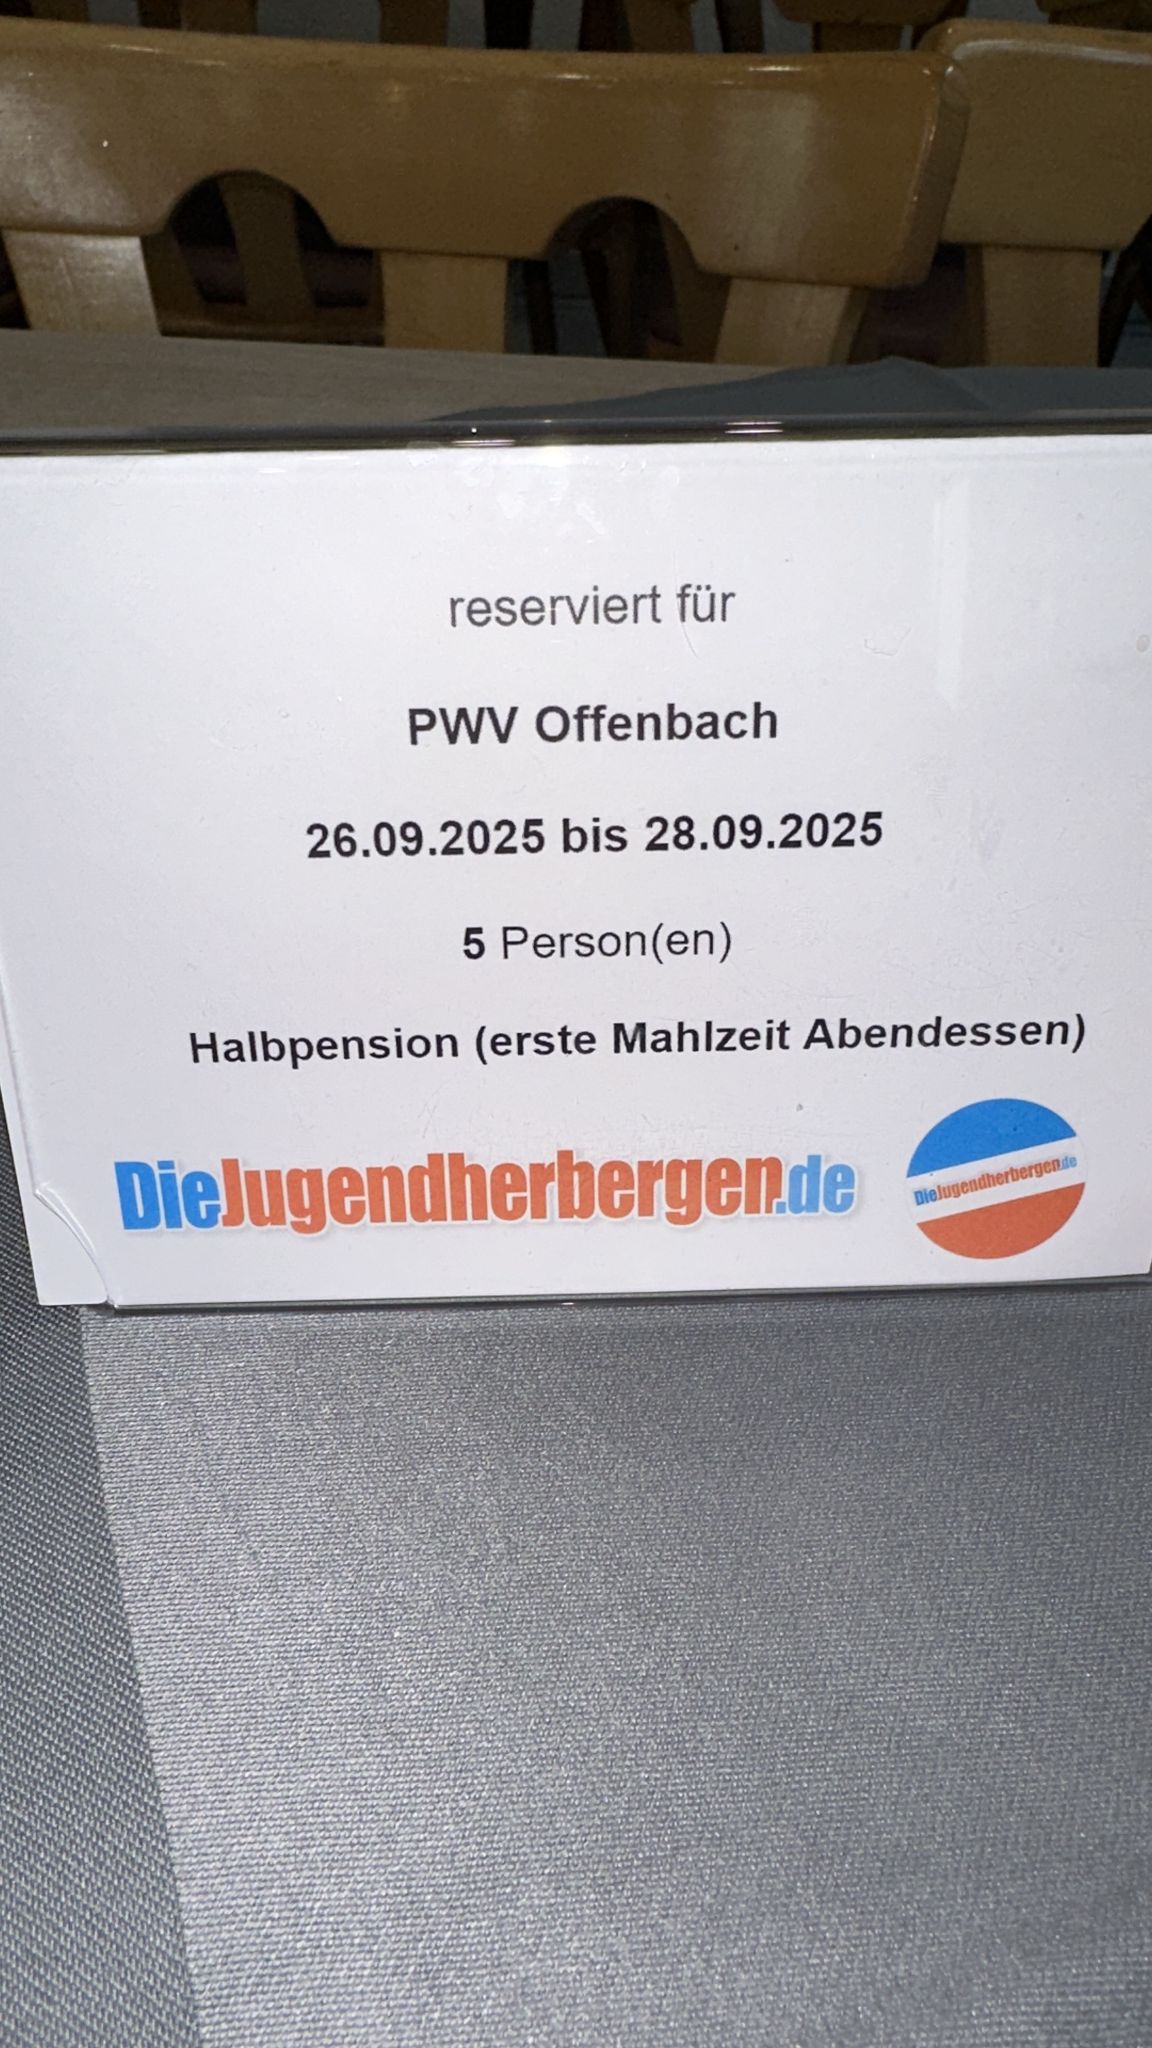 reserviert für
PWV Offenbach
26.09.2025 bis 28.09.2025
5 Person(en)
Halbpension (erste Mahlzeit Abendessen)
DieJugendherbergen.de
DieJugendherbergen.de